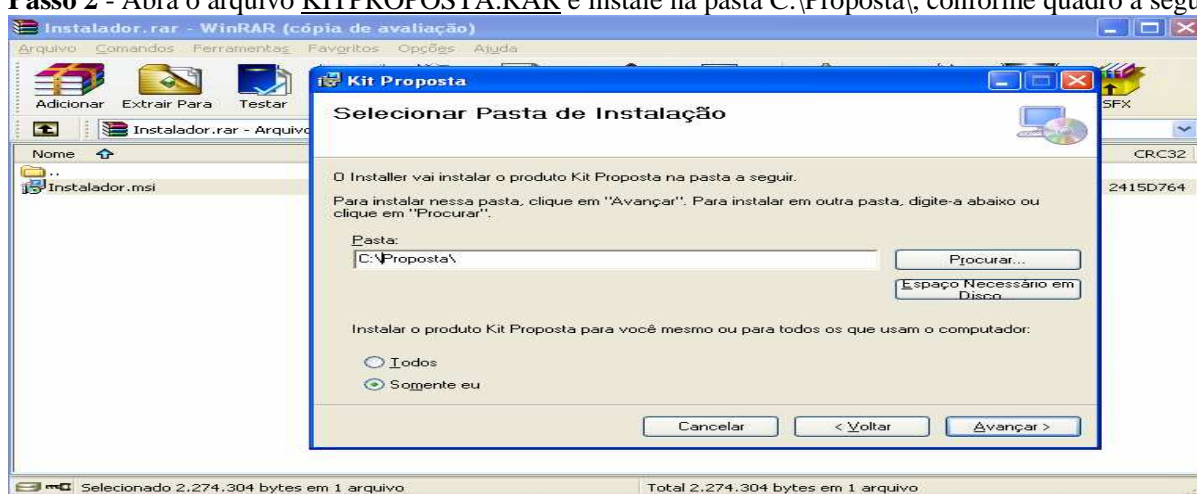 Passo 2 - Abra o arquivo KITPROPOSTA.RAR e instale na pasta C:\Proposta\, conforme quadro a segu
Instalador.rar - WinRAR (cópia de avaliação)
Arquivo Comandos Ferramentas Favoritos Opções Ajuda
Adicionar Extrair Para Testar SFX
Instalador.rar - Arquivo
Nome CRC32
..
Instalador.msi 2415D764
Kit Proposta
Selecionar Pasta de Instalação
O Installer vai instalar o produto Kit Proposta na pasta a seguir.
Para instalar nessa pasta, clique em "Avançar". Para instalar em outra pasta, digite-a abaixo ou
clique em "Procurar".
Pasta:
C:\Proposta\
Procurar...
Espaço Necessário em
Disco
Instalar o produto Kit Proposta para você mesmo ou para todos os que usam o computador:
Todos
Somente eu
Cancelar < Voltar Avançar >
Selecionado 2.274.304 bytes em 1 arquivo Total 2.274.304 bytes em 1 arquivo